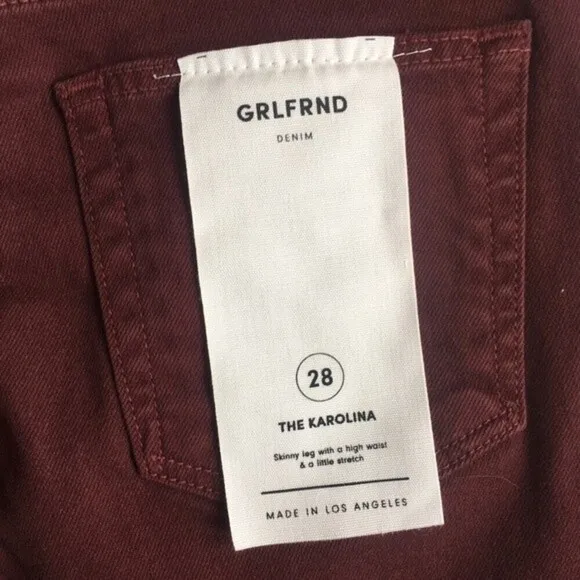 GRLFRND
DENIM
28
THE KAROLINA
Skinny leg with a high waist
& a little stretch
MADE IN LOS ANGELES